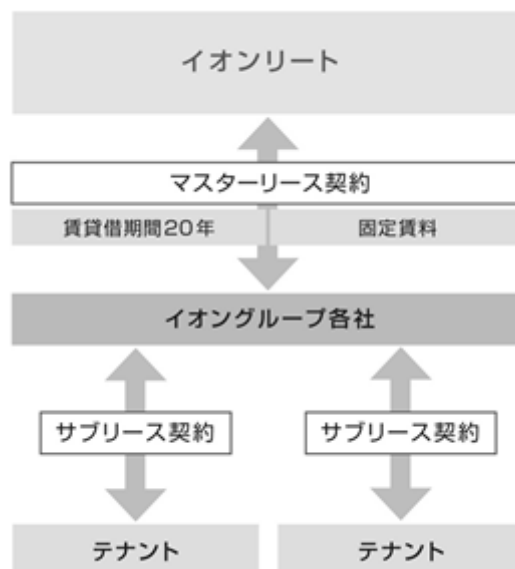 イオンリート
マスターリース契約
賃貸借期間20年
固定賃料
イオングループ各社
サブリース契約
サブリース契約
テナント
テナント